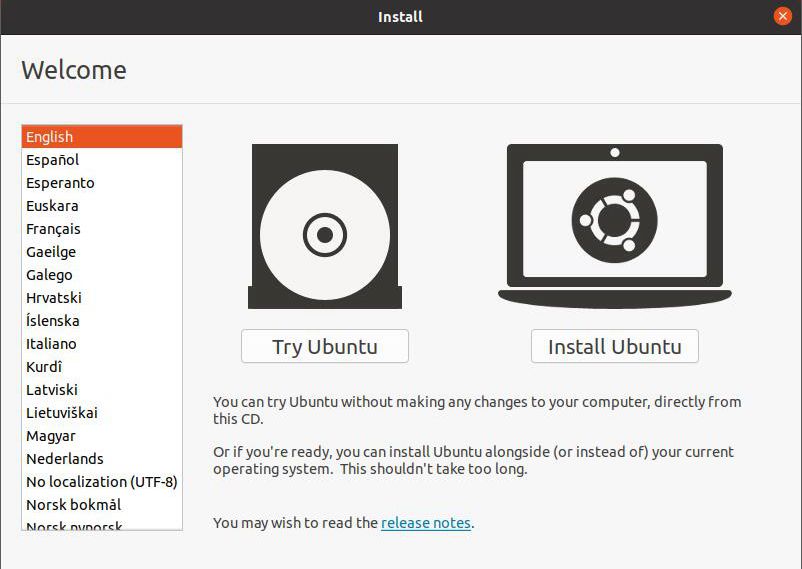 Install
Welcome
English
Español
Esperanto
Euskara
Français
Gaeilge
Galego
Hrvatski
Íslenska
Italiano
Kurdî
Latviski
Lietuviškai
Magyar
Nederlands
No localization (UTF-8)
Norsk bokmål
Norsk nynorsk
Try Ubuntu
Install Ubuntu
You can try Ubuntu without making any changes to your computer, directly from
this CD.
Or if you're ready, you can install Ubuntu alongside (or instead of) your current
operating system.  This shouldn't take too long.
You may wish to read the release notes.